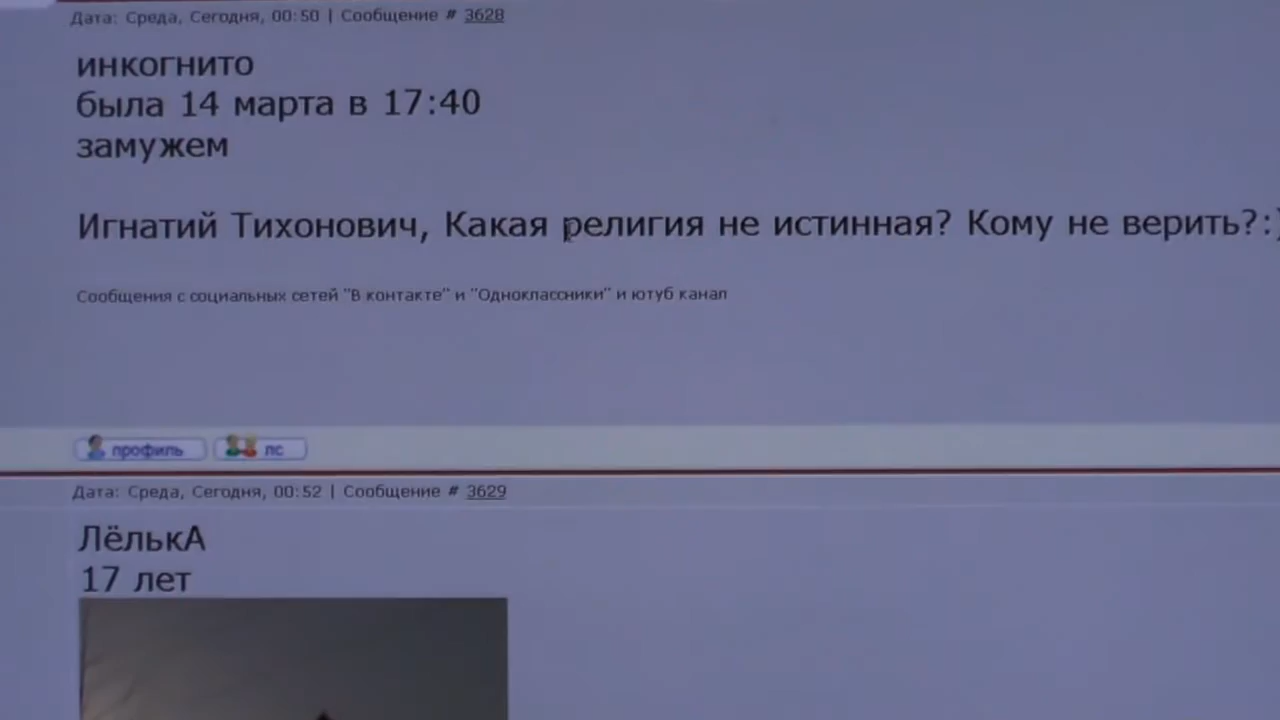 Дата: Среда, Сегодня, 00:50 | Сообщение # 3628
инкогнито
была 14 марта в 17:40
замужем
Игнатий Тихонович, Какая религия не истинная? Кому не верить?:)
Сообщения с социальных сетей "В контакте" и "Одноклассники" и ютуб канал
профиль лс
Дата: Среда, Сегодня, 00:52 | Сообщение # 3629
ЛёлькА
17 лет